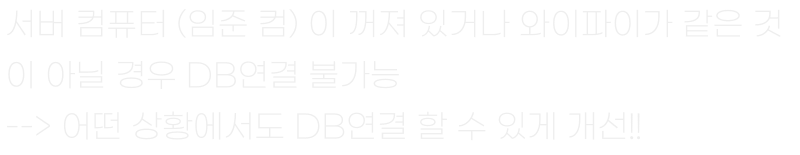 서버 컴퓨터 (임준 컴) 이 꺼져 있거나 와이파이가 같은 것
이 아닐 경우 DB연결 불가능
--> 어떤 상황에서도 DB연결 할 수 있게 개선!!